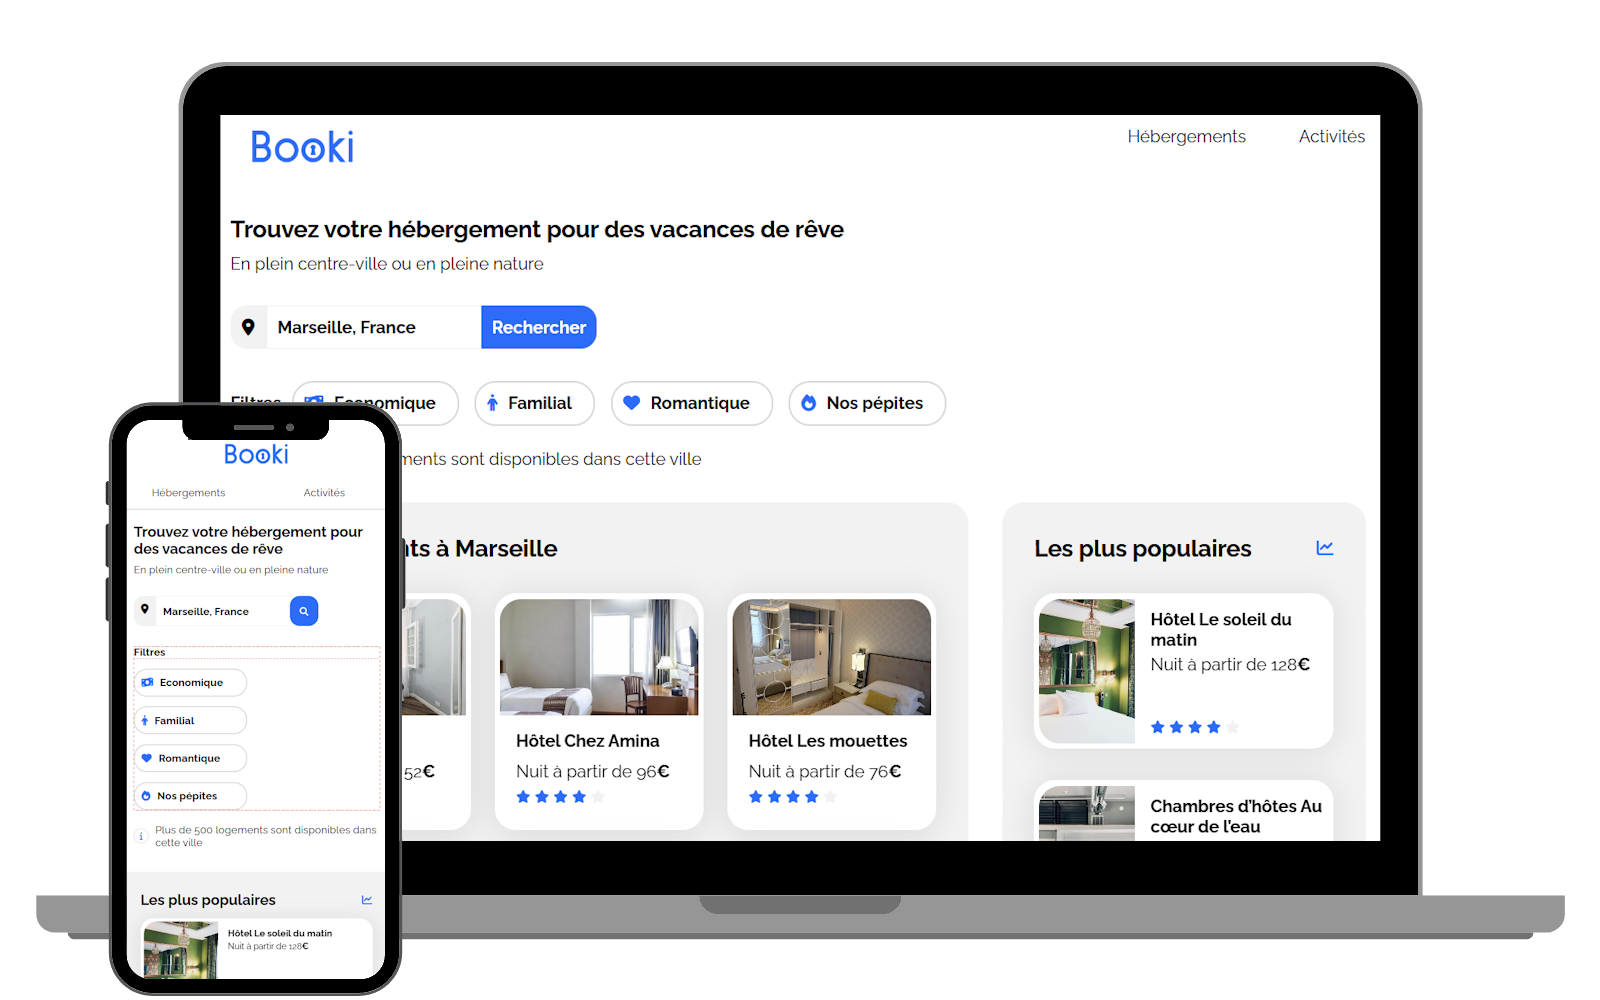 Booki
Hébergements
Activités
Trouvez votre hébergement pour des vacances de rêve
En plein centre-ville ou en pleine nature
Marseille, France
Rechercher
Filtres
Economique
Familial
Romantique
Nos pépites
sont disponibles dans cette ville
à Marseille
52€
Hôtel Chez Amina
Nuit à partir de 96€
Hôtel Les mouettes
Nuit à partir de 76€
Les plus populaires
Hôtel Le soleil du
matin
Nuit à partir de 128€
Chambres d'hôtes Au
cœur de l'eau
Booki
Hébergements
Activités
Trouvez votre hébergement pour
des vacances de rêve
En plein centre-ville ou en pleine nature
Marseille, France
Filtres
Economique
Familial
Romantique
Nos pépites
Plus de 500 logements sont disponibles dans
cette ville
Les plus populaires
Hôtel Le soleil du matin
Nuit à partir de 128€